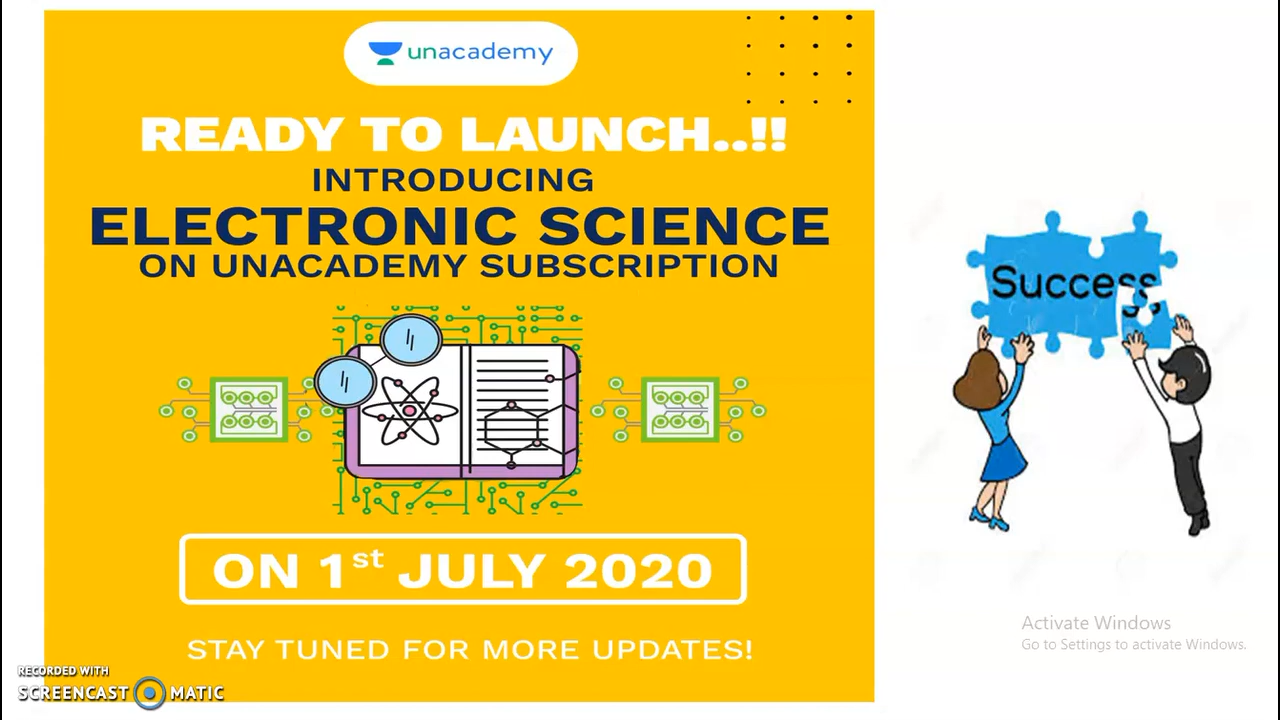 unacademy
READY TO LAUNCH..!!
INTRODUCING
ELECTRONIC SCIENCE
ON UNACADEMY SUBSCRIPTION
ON 1st JULY 2020
STAY TUNED FOR MORE UPDATES!
Success
Activate Windows
Go to Settings to activate Windows.
RECORDED WITH
SCREENCAST MATIC